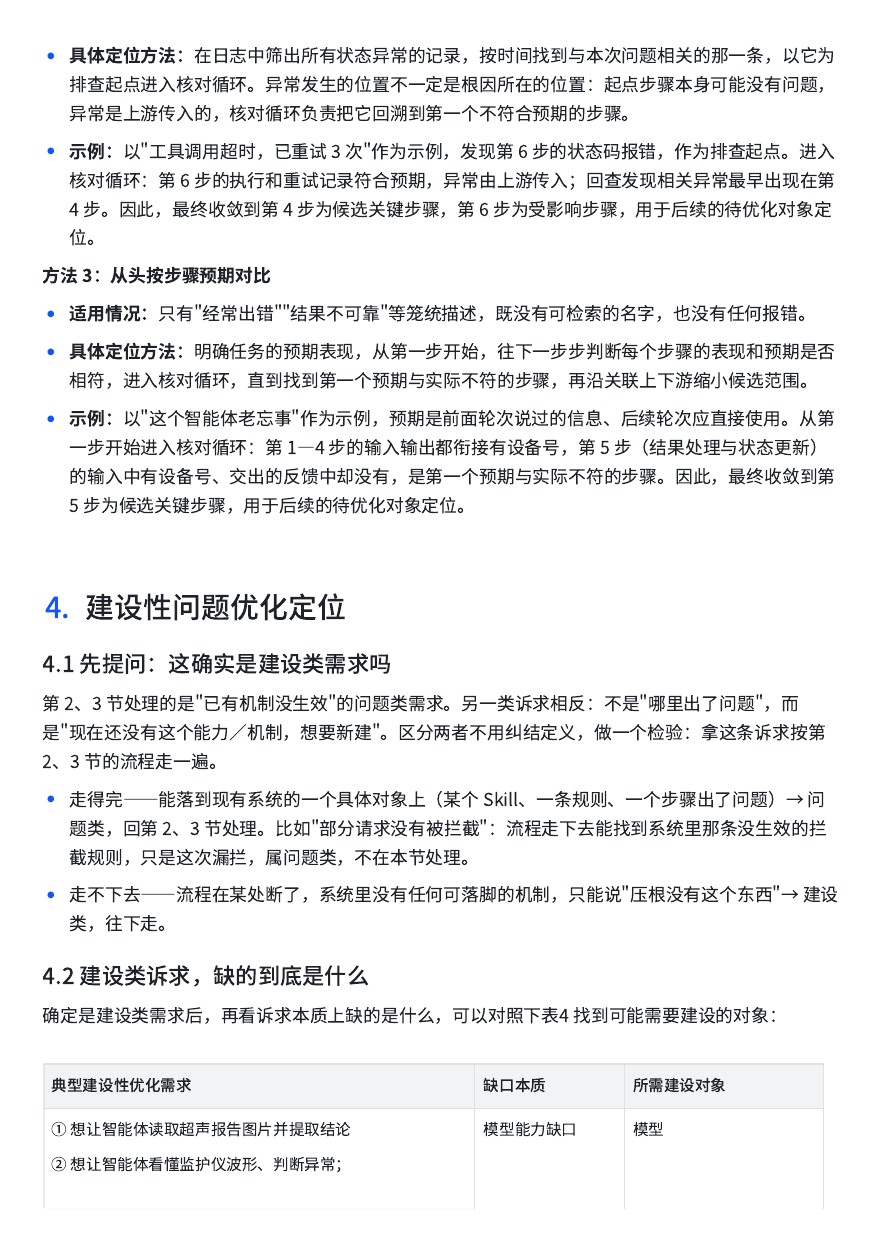 • 具体定位方法：在日志中筛出所有状态异常的记录，按时间找到与本次问题相关的那一条，以它为
排查起点进入核对循环。异常发生的位置不一定是根因所在的位置：起点步骤本身可能没有问题，
异常是上游传入的，核对循环负责把它回溯到第一个不符合预期的步骤。
• 示例：以"工具调用超时，已重试 3 次"作为示例，发现第 6 步的状态码报错，作为排查起点。进入
核对循环：第 6 步的执行和重试记录符合预期，异常由上游传入；回查发现相关异常最早出现在第
4 步。因此，最终收敛到第 4 步为候选关键步骤，第 6 步为受影响步骤，用于后续的待优化对象定
位。
方法 3：从头按步骤预期对比
• 适用情况：只有"经常出错""结果不可靠"等笼统描述，既没有可检索的名字，也没有任何报错。
• 具体定位方法：明确任务的预期表现，从第一步开始，往下一步步判断每个步骤的表现和预期是否
相符，进入核对循环，直到找到第一个预期与实际不符的步骤，再沿关联上下游缩小候选范围。
• 示例：以"这个智能体老忘事"作为示例，预期是前面轮次说过的信息、后续轮次应直接使用。从第
一步开始进入核对循环：第 1—4 步的输入输出都衔接有设备号，第 5 步（结果处理与状态更新）
的输入中有设备号、交出的反馈中却没有，是第一个预期与实际不符的步骤。因此，最终收敛到第
5 步为候选关键步骤，用于后续的待优化对象定位。
4. 建设性问题优化定位
4.1 先提问：这确实是建设类需求吗
第 2、3 节处理的是"已有机制没生效"的问题类需求。另一类诉求相反：不是"哪里出了问题"，而
是"现在还没有这个能力／机制，想要新建"。区分两者不用纠结定义，做一个检验：拿这条诉求按第
2、3 节的流程走一遍。
• 走得完——能落到现有系统的一个具体对象上（某个 Skill、一条规则、一个步骤出了问题）→ 问
题类，回第 2、3 节处理。比如"部分请求没有被拦截"：流程走下去能找到系统里那条没生效的拦
截规则，只是这次漏拦，属问题类，不在本节处理。
• 走不下去——流程在某处断了，系统里没有任何可落脚的机制，只能说"压根没有这个东西"→ 建设
类，往下走。
4.2 建设类诉求，缺的到底是什么
确定是建设类需求后，再看诉求本质上缺的是什么，可以对照下表4 找到可能需要建设的对象：
典型建设性优化需求 缺口本质 所需建设对象
① 想让智能体读取超声报告图片并提取结论 模型能力缺口 模型
② 想让智能体看懂监护仪波形、判断异常；